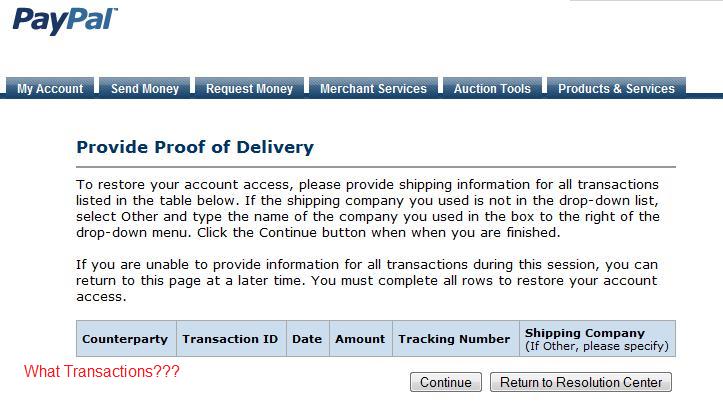 PayPal™
My Account Send Money Request Money Merchant Services Auction Tools Products & Services
Provide Proof of Delivery
To restore your account access, please provide shipping information for all transactions
listed in the table below. If the shipping company you used is not in the drop-down list,
select Other and type the name of the company you used in the box to the right of the
drop-down menu. Click the Continue button when when you are finished.
If you are unable to provide information for all transactions during this session, you can
return to this page at a later time. You must complete all rows to restore your account
access.
Counterparty Transaction ID Date Amount Tracking Number Shipping Company
(If Other, please specify)
What Transactions???
Continue Return to Resolution Center